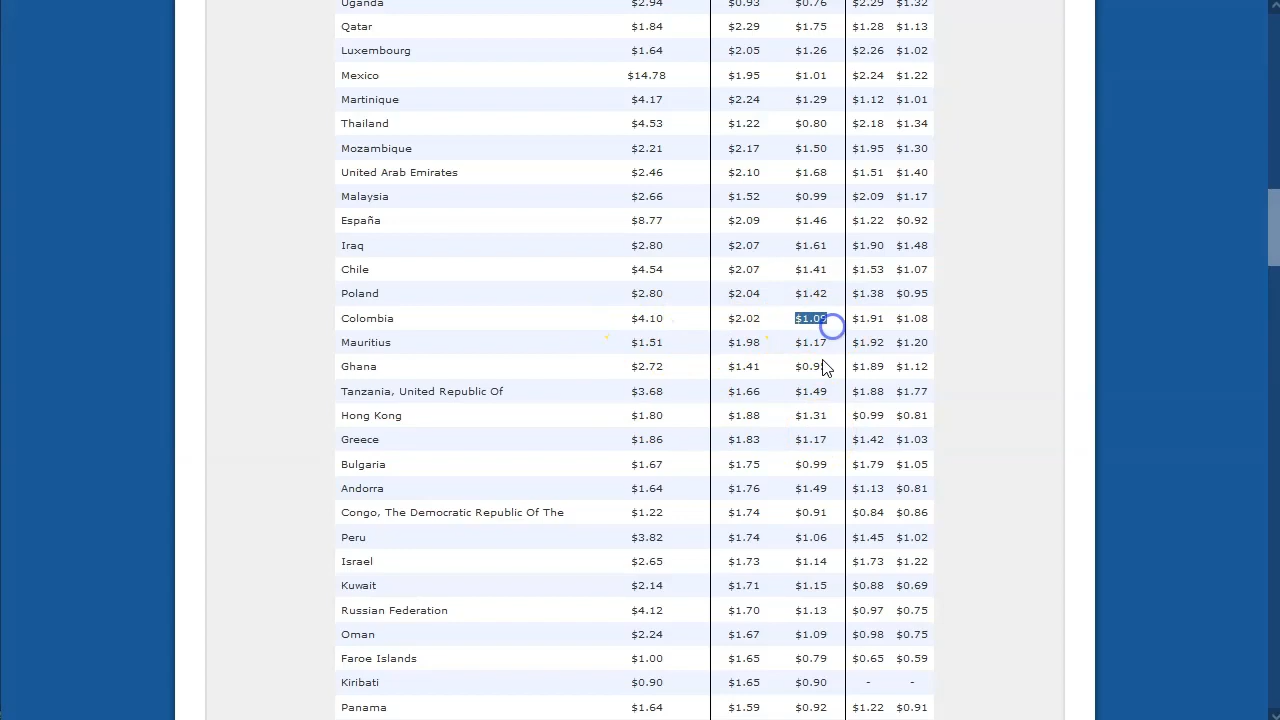 Uganda $2.94 $0.93 $0.76 $2.29 $1.32
Qatar $1.84 $2.29 $1.75 $1.28 $1.13
Luxembourg $1.64 $2.05 $1.26 $2.26 $1.02
Mexico $14.78 $1.95 $1.01 $2.24 $1.22
Martinique $4.17 $2.24 $1.29 $1.12 $1.01
Thailand $4.53 $1.22 $0.80 $2.18 $1.34
Mozambique $2.21 $2.17 $1.50 $1.95 $1.30
United Arab Emirates $2.46 $2.10 $1.68 $1.51 $1.40
Malaysia $2.66 $1.52 $0.99 $2.09 $1.17
España $8.77 $2.09 $1.46 $1.22 $0.92
Iraq $2.80 $2.07 $1.61 $1.90 $1.48
Chile $4.54 $2.07 $1.41 $1.53 $1.07
Poland $2.80 $2.04 $1.42 $1.38 $0.95
Colombia $4.10 $2.02 $1.09 $1.91 $1.08
Mauritius $1.51 $1.98 $1.17 $1.92 $1.20
Ghana $2.72 $1.41 $1.89 $1.12
Tanzania, United Republic Of $3.68 $1.66 $1.49 $1.88 $1.77
Hong Kong $1.80 $1.88 $1.31 $0.99 $0.81
Greece $1.86 $1.83 $1.17 $1.42 $1.03
Bulgaria $1.67 $1.75 $0.99 $1.79 $1.05
Andorra $1.64 $1.76 $1.49 $1.13 $0.81
Congo, The Democratic Republic Of The $1.22 $1.74 $0.91 $0.84 $0.86
Peru $3.82 $1.74 $1.06 $1.45 $1.02
Israel $2.65 $1.73 $1.14 $1.73 $1.22
Kuwait $2.14 $1.71 $1.15 $0.88 $0.69
Russian Federation $4.12 $1.70 $1.13 $0.97 $0.75
Oman $2.24 $1.67 $1.09 $0.98 $0.75
Faroe Islands $1.00 $1.65 $0.79 $0.65 $0.59
Kiribati $0.90 $1.65 $0.90 - -
Panama $1.64 $1.59 $0.92 $1.22 $0.91